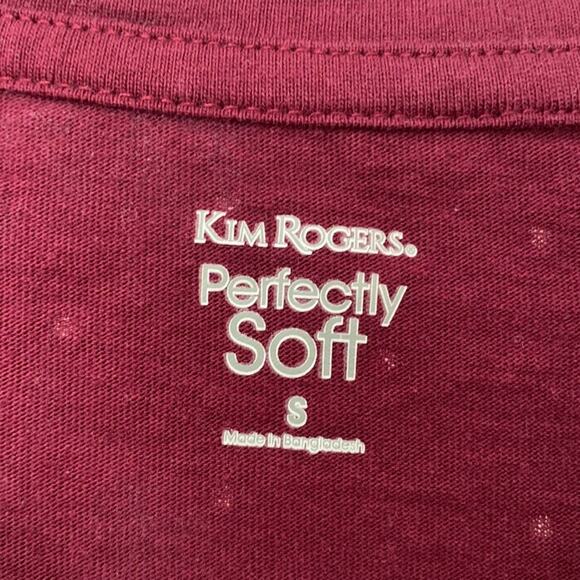 KIM ROGERS®
Perfectly
Soft
S
Made in Bangladesh